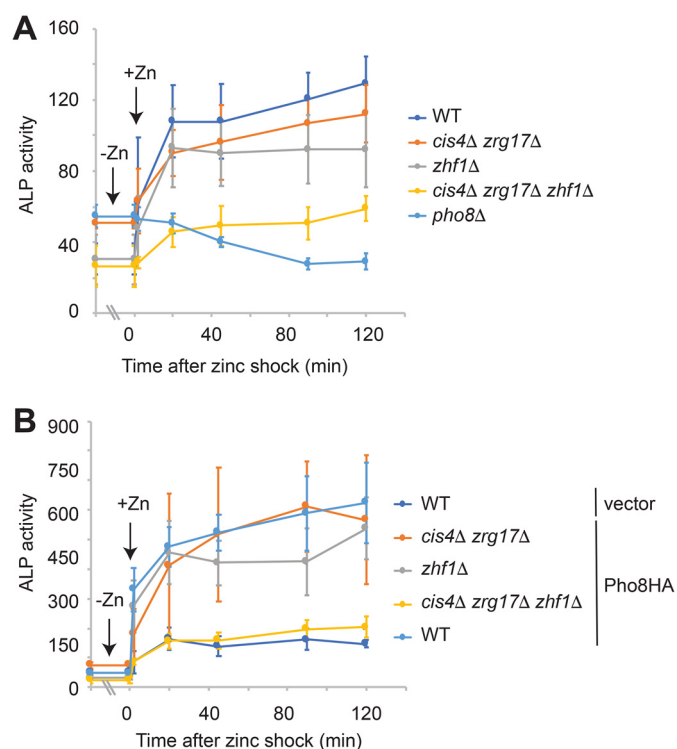 A
160
120
80
40
0
ALP activity
+Zn
-Zn
0
40
80
120
Time after zinc shock (min)
WT
cis4Δ zrg17Δ
zhf1Δ
cis4Δ zrg17Δ zhf1Δ
pho8Δ
B
900
750
600
450
300
150
0
ALP activity
+Zn
-Zn
0
40
80
120
Time after zinc shock (min)
WT
cis4Δ zrg17Δ
zhf1Δ
cis4Δ zrg17Δ zhf1Δ
WT
vector
Pho8HA